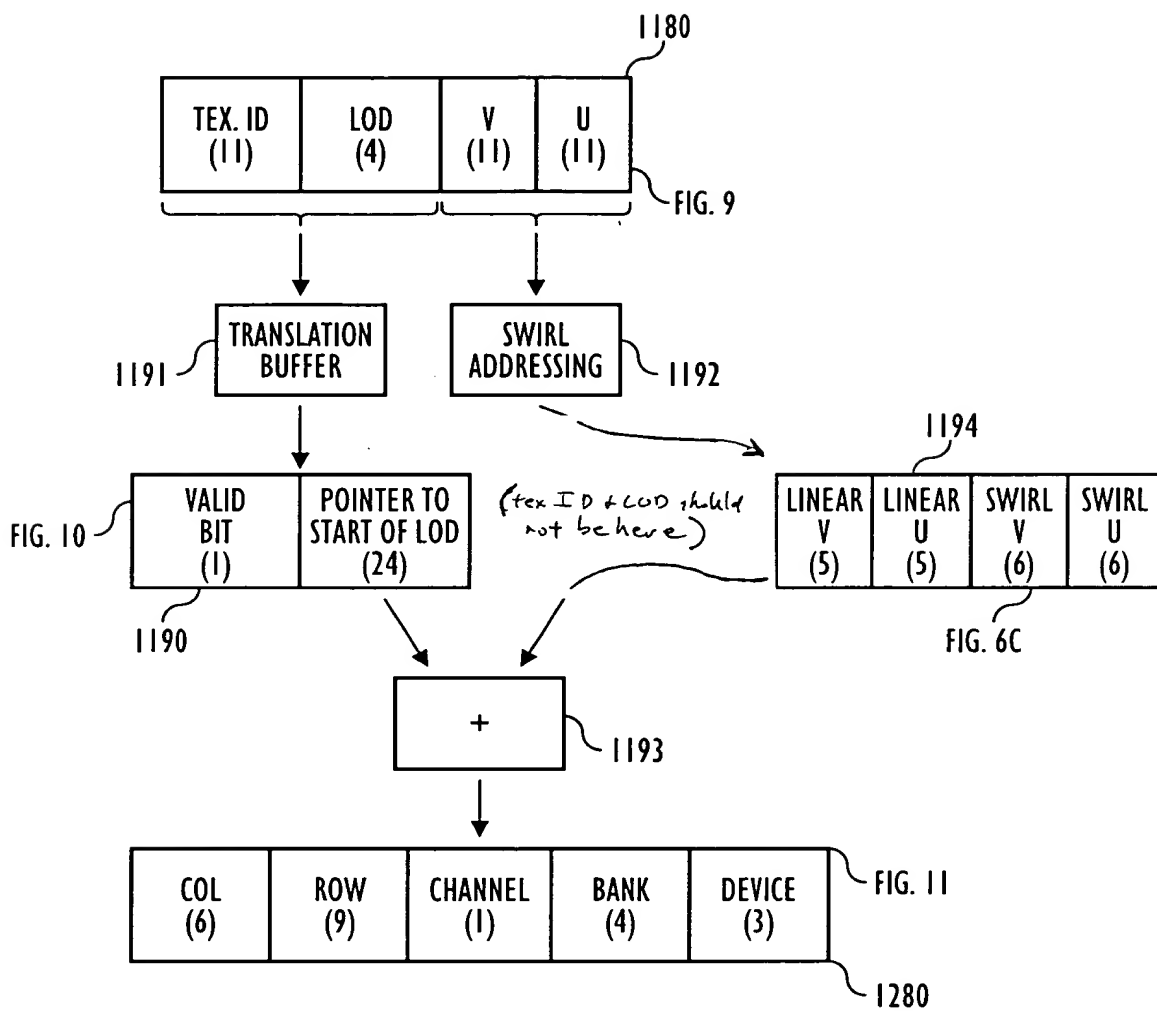 1180
TEX. ID LOD V U
(11) (4) (11) (11)
FIG. 9
TRANSLATION
BUFFER
1191
SWIRL
ADDRESSING
1192
1194
FIG. 10
VALID
BIT
(1)
POINTER TO
START OF LOD
(24)
1190
(tex ID & LOD should
not be here)
LINEAR LINEAR SWIRL SWIRL
V U V U
(5) (5) (6) (6)
FIG. 6C
+
1193
COL ROW CHANNEL BANK DEVICE
(6) (9) (1) (4) (3)
FIG. 11
1280